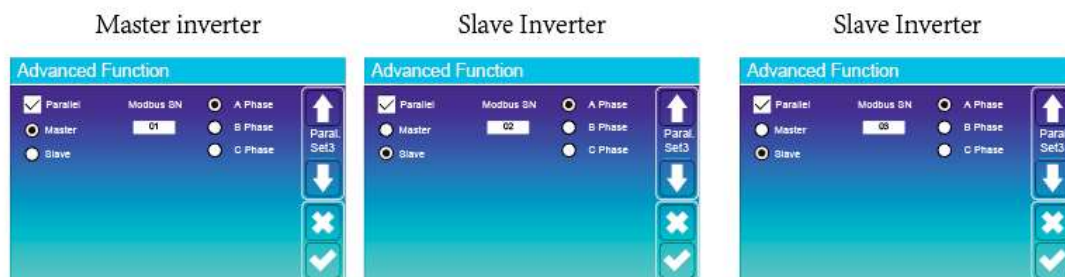 Master inverter
Slave Inverter
Slave Inverter
Advanced Function
Parallel
Modbus SN
A Phase
Master
01
B Phase
Slave
C Phase
Paral.
Set3
Advanced Function
Parallel
Modbus SN
A Phase
Master
02
B Phase
Slave
C Phase
Paral.
Set3
Advanced Function
Parallel
Modbus SN
A Phase
Master
03
B Phase
Slave
C Phase
Paral
Set3